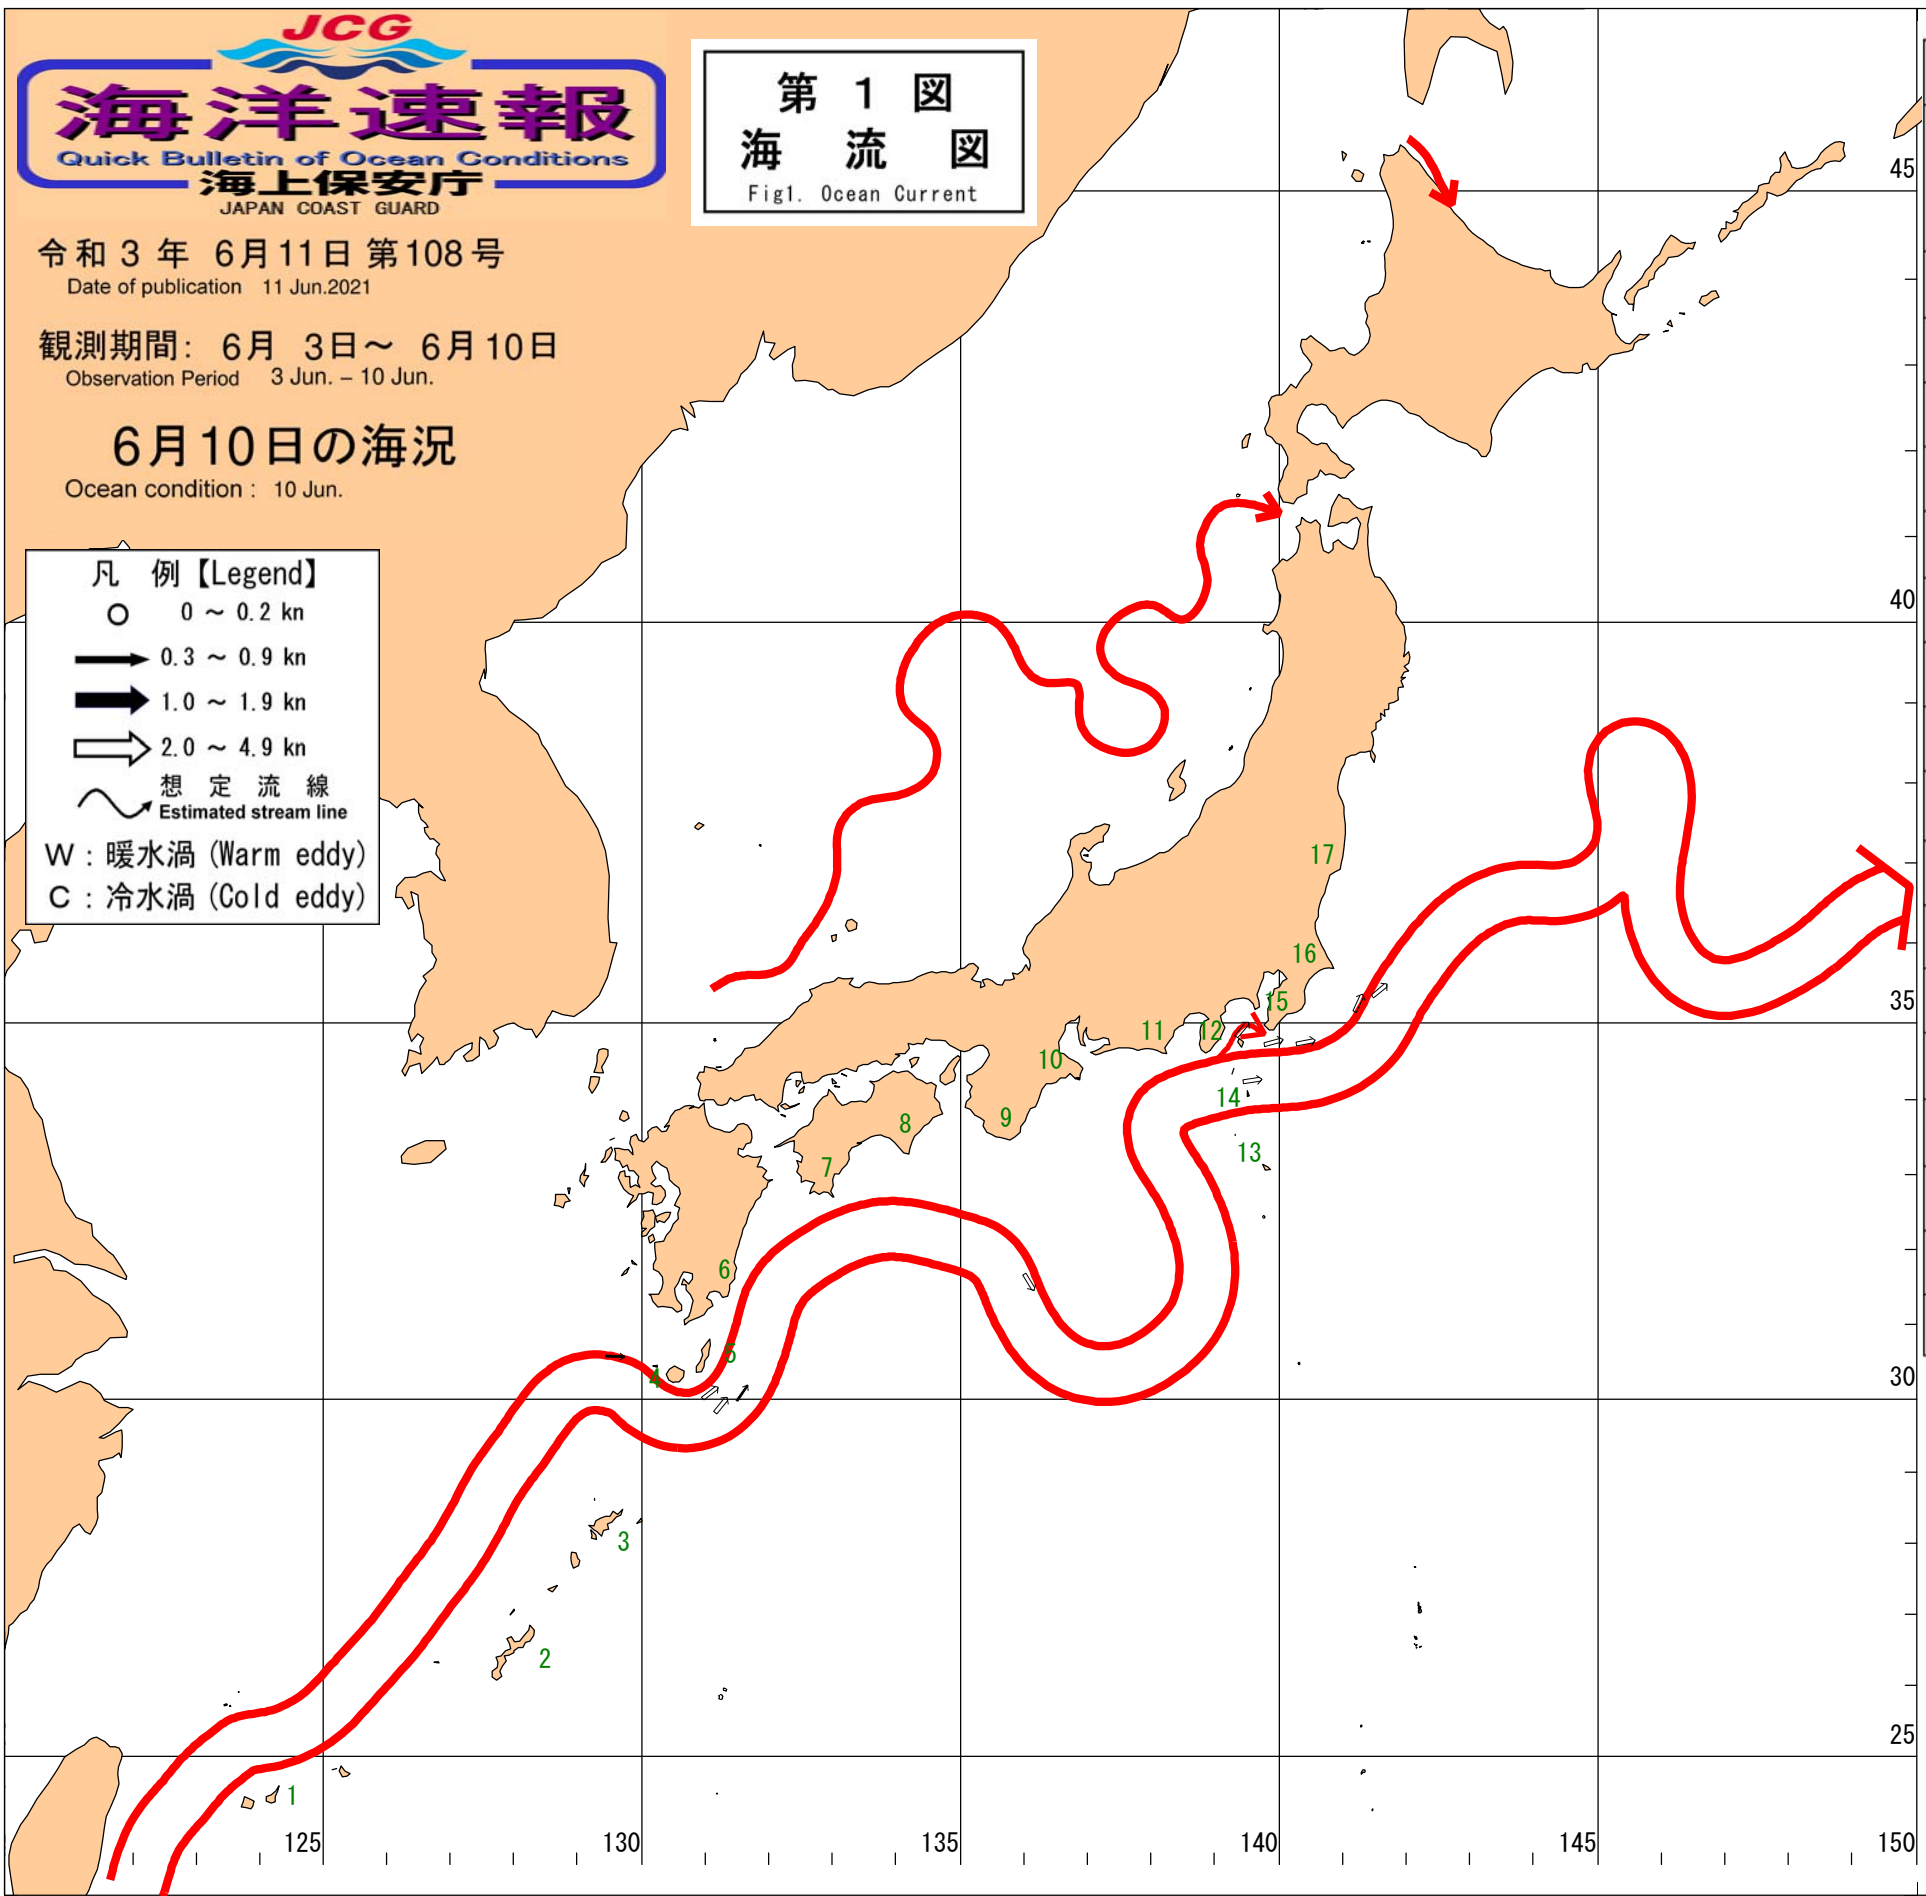 JCG
海洋速報
Quick Bulletin of Ocean Conditions
海上保安庁
JAPAN COAST GUARD
令和 3 年 6月 11日 第 108 号
Date of publication 11 Jun.2021
観測期間: 6月 3日～ 6月 10日
Observation Period 3 Jun. – 10 Jun.
6月10日の海況
Ocean condition : 10 Jun.
第 1 図
海 流 図
Fig1. Ocean Current
凡 例【Legend】
0 ～ 0.2 kn
0.3 ～ 0.9 kn
1.0 ～ 1.9 kn
2.0 ～ 4.9 kn
想 定 流 線
Estimated stream line
W : 暖水渦 (Warm eddy)
C : 冷水渦 (Cold eddy)
45
40
17
16
35
15
11
12
10
14
8
9
13
7
6
5
4
30
3
2
25
1
125
130
135
140
145
150